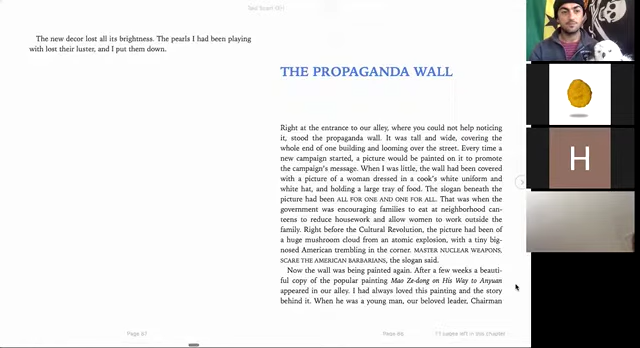 The new decor lost all its brightness. The pearls I had been playing
with lost their luster, and I put them down.
THE PROPAGANDA WALL
Right at the entrance to our alley, where you could not help noticing
it, stood the propaganda wall. It was tall and wide, covering the
whole end of one building and looming over the street. Every time a
new campaign started, a picture would be painted on it to promote
the campaign's message. When I was little, the wall had been covered
with a picture of a woman dressed in a cook's white uniform and
white hat, and holding a large tray of food. The slogan beneath the
picture had been ALL FOR ONE AND ONE FOR ALL. That was when the
government was encouraging families to eat at neighborhood can-
teens to reduce housework and allow women to work outside the
family. Right before the Cultural Revolution, the picture had been of
a huge mushroom cloud from an atomic explosion, with a tiny big-
nosed American trembling in the corner. MASTER NUCLEAR WEAPONS,
SCARE THE AMERICAN BARBARIANS, the slogan said.
Now the wall was being painted again. After a few weeks a beauti-
ful copy of the popular painting Mao Ze-dong on His Way to Anyuan
appeared in our alley. I had always loved this painting and the story
behind it. When he was a young man, our beloved leader, Chairman
Page 67
Page 68
11 pages left in this chapter
H